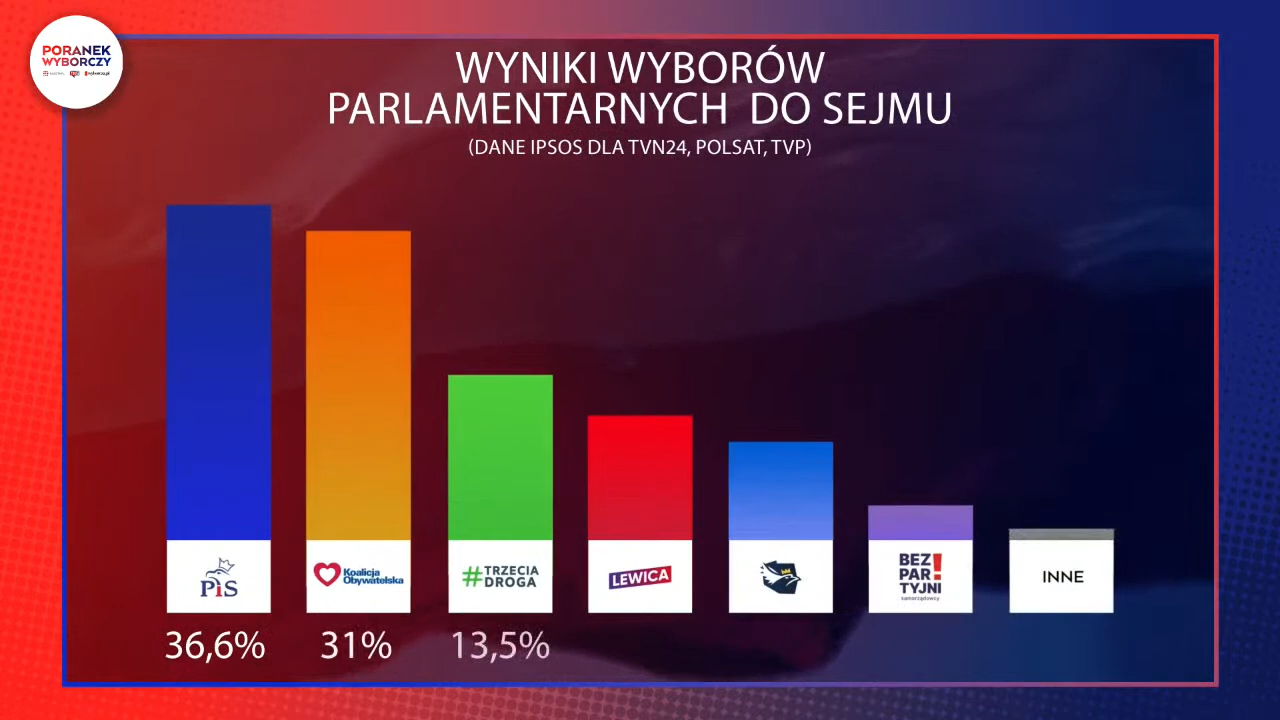 PORANEK
WYBORCZY
WYNIKI WYBORÓW
PARLAMENTARNYCH DO SEJMU
(DANE IPSOS DLA TVN24, POLSAT, TVP)
PiS
Koalicja
Obywatelska
#TRZECIA
DROGA
LEWICA
BEZ
PAR
TYJNI
!
samorządowcy
INNE
36,6% 31% 13,5%